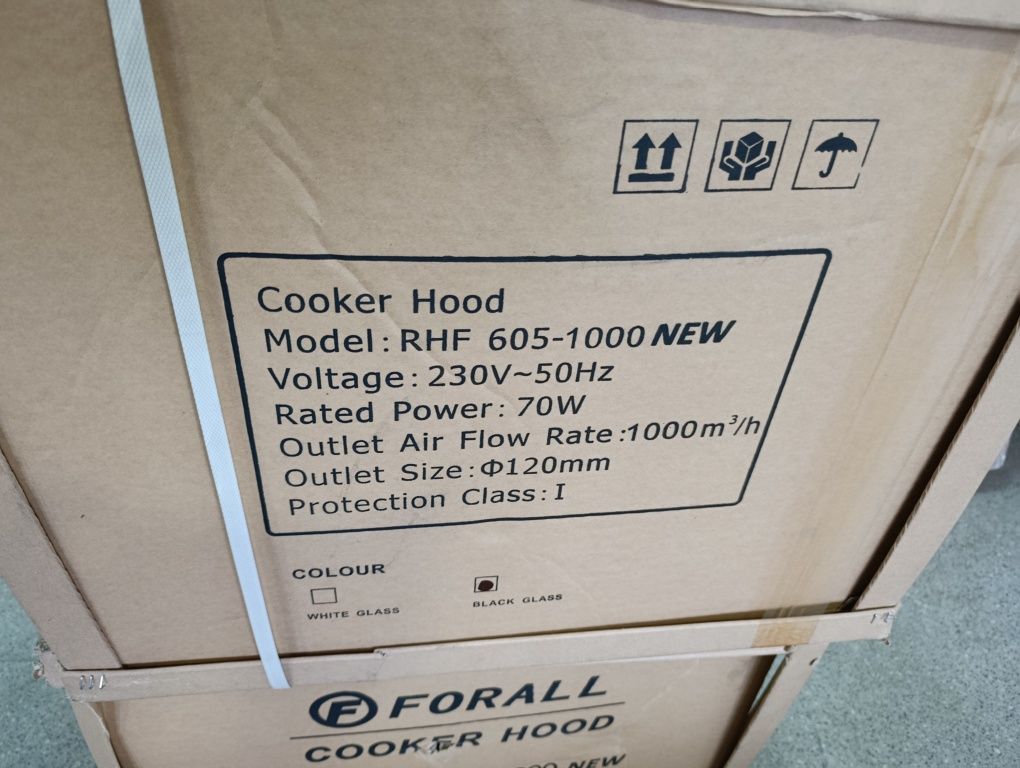 Cooker Hood
Model: RHF 605-1000 NEW
Voltage: 230V~50Hz
Rated Power: 70W
Outlet Air Flow Rate:1000m³/h
Outlet Size:Φ120mm
Protection Class: I
COLOUR
WHITE GLASS
BLACK GLASS
FORALL
COOKER HOOD
NEW